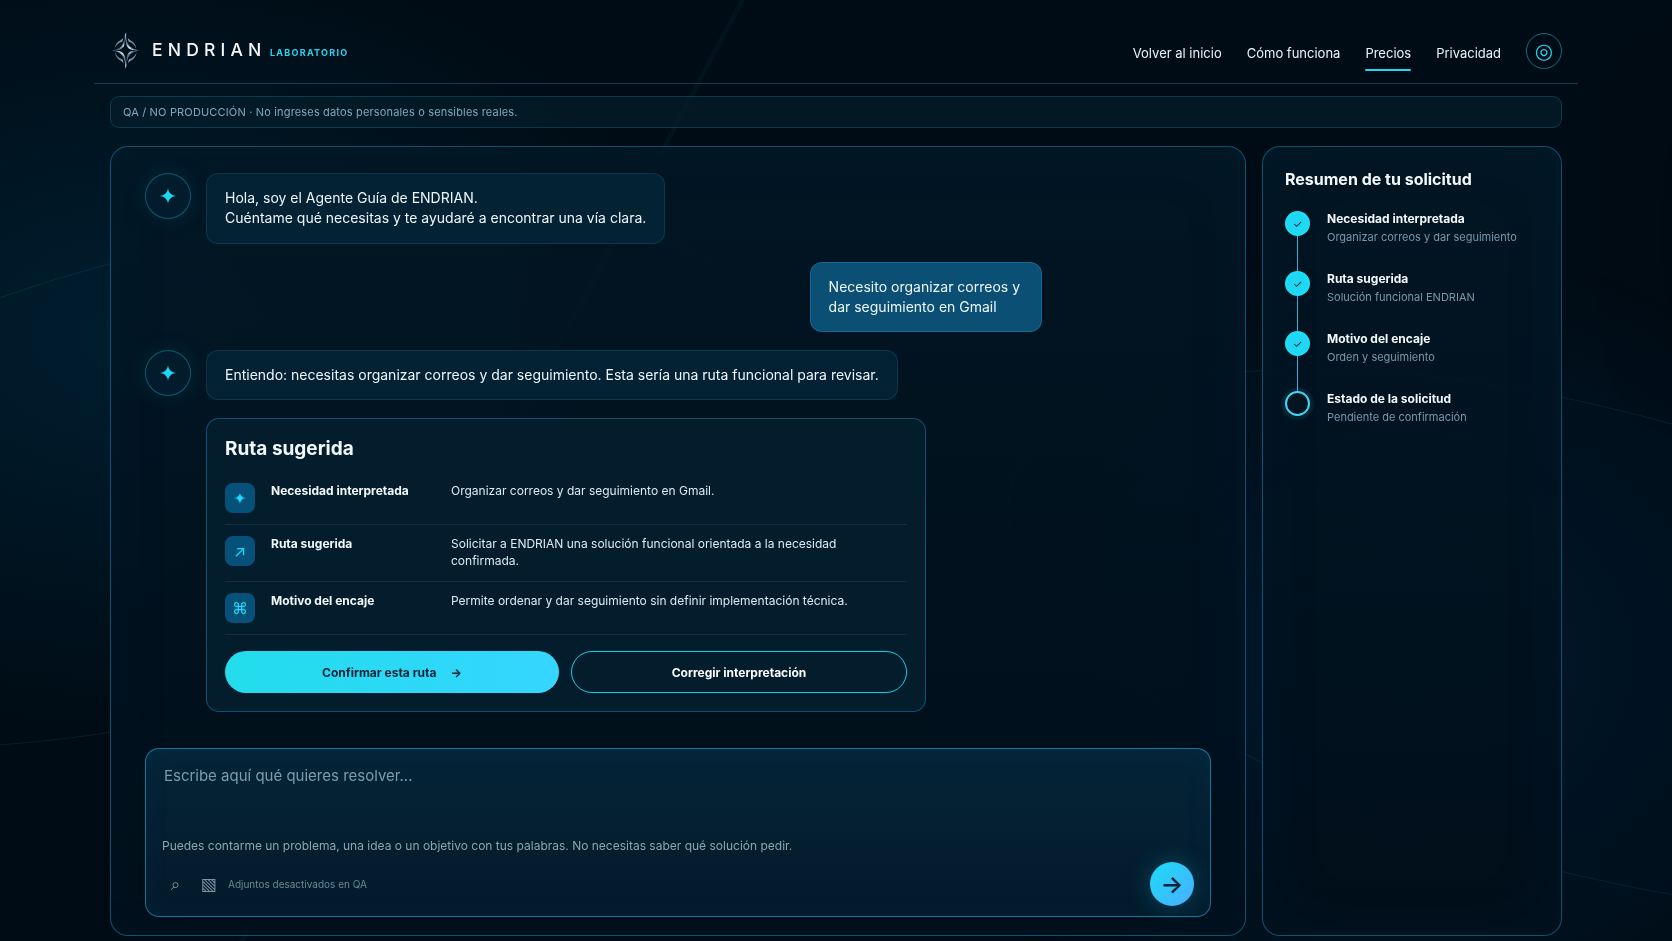 ENDRIAN LABORATORIO
Volver al inicio
Cómo funciona
Precios
Privacidad
QA / NO PRODUCCIÓN · No ingreses datos personales o sensibles reales.
Hola, soy el Agente Guía de ENDRIAN.
Cuéntame qué necesitas y te ayudaré a encontrar una vía clara.
Necesito organizar correos y
dar seguimiento en Gmail
Entiendo: necesitas organizar correos y dar seguimiento. Esta sería una ruta funcional para revisar.
Ruta sugerida
Necesidad interpretada
Organizar correos y dar seguimiento en Gmail.
Ruta sugerida
Solicitar a ENDRIAN una solución funcional orientada a la necesidad
confirmada.
Motivo del encaje
Permite ordenar y dar seguimiento sin definir implementación técnica.
Confirmar esta ruta →
Corregir interpretación
Escribe aquí qué quieres resolver...
Puedes contarme un problema, una idea o un objetivo con tus palabras. No necesitas saber qué solución pedir.
Adjuntos desactivados en QA
Resumen de tu solicitud
Necesidad interpretada
Organizar correos y dar seguimiento
Ruta sugerida
Solución funcional ENDRIAN
Motivo del encaje
Orden y seguimiento
Estado de la solicitud
Pendiente de confirmación